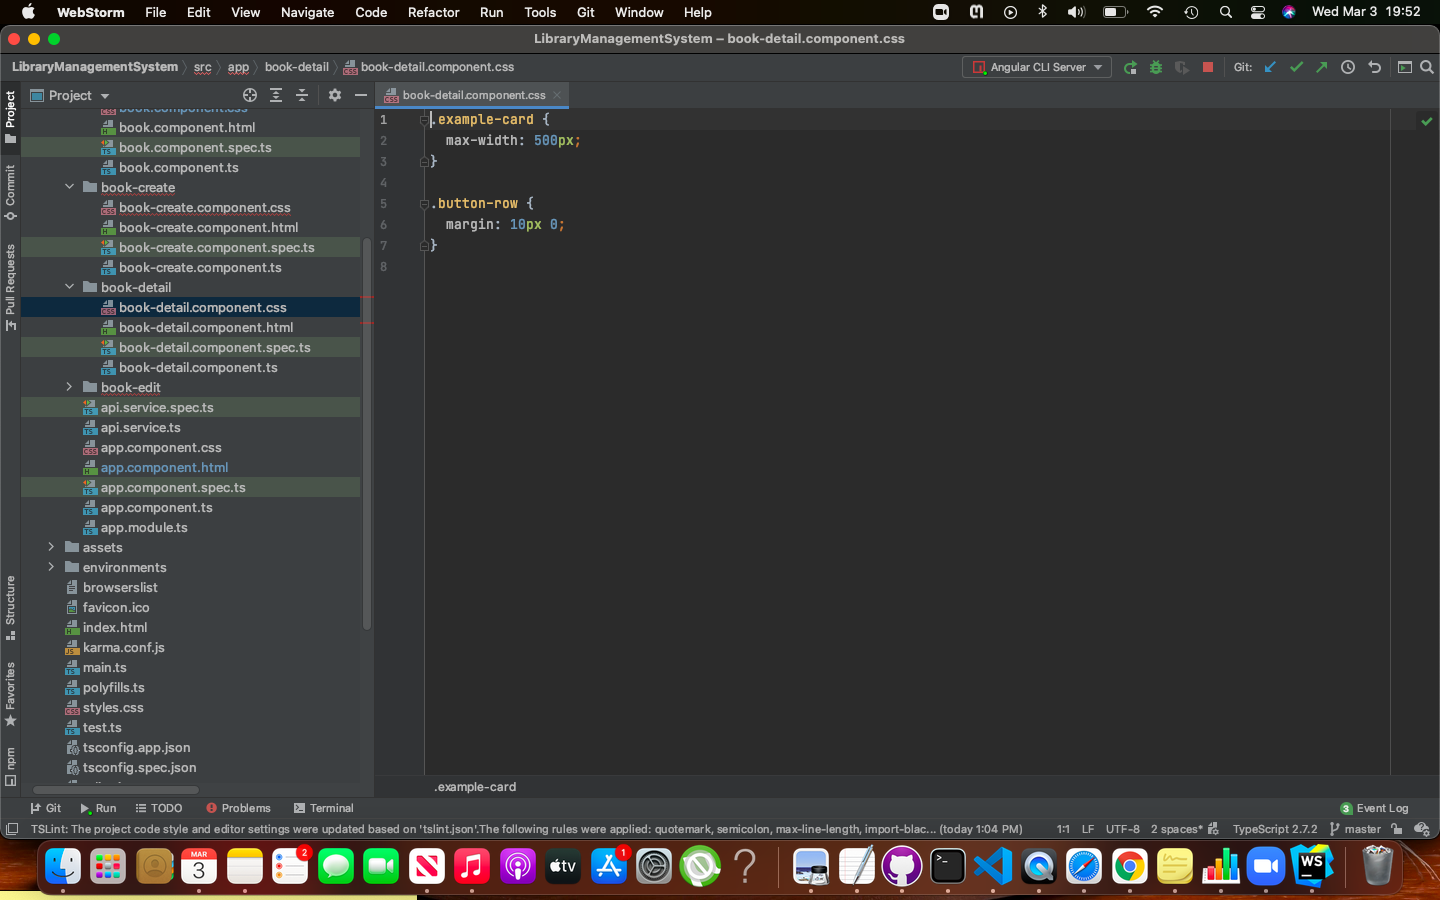 WebStorm File Edit View Navigate Code Refactor Run Tools Git Window Help Wed Mar 3 19:52
LibraryManagementSystem – book-detail.component.css
LibraryManagementSystem src app book-detail book-detail.component.css Angular CLI Server Git:
Project
book-detail.component.css
Project
Commit
Pull Requests
Structure
Favorites
npm
book.component.css
book.component.html
book.component.spec.ts
book.component.ts
book-create
book-create.component.css
book-create.component.html
book-create.component.spec.ts
book-create.component.ts
book-detail
book-detail.component.css
book-detail.component.html
book-detail.component.spec.ts
book-detail.component.ts
book-edit
api.service.spec.ts
api.service.ts
app.component.css
app.component.html
app.component.spec.ts
app.component.ts
app.module.ts
assets
environments
browserslist
favicon.ico
index.html
karma.conf.js
main.ts
polyfills.ts
styles.css
test.ts
tsconfig.app.json
tsconfig.spec.json
1 .example-card {
2 max-width: 500px;
3 }
4
5 .button-row {
6 margin: 10px 0;
7 }
8
.example-card
Git Run TODO Problems Terminal 3 Event Log
TSLint: The project code style and editor settings were updated based on 'tslint.json'.The following rules were applied: quotemark, semicolon, max-line-length, import-blac... (today 1:04 PM) 1:1 LF UTF-8 2 spaces* TypeScript 2.7.2 master
MAR
3
2
tv
1
WS